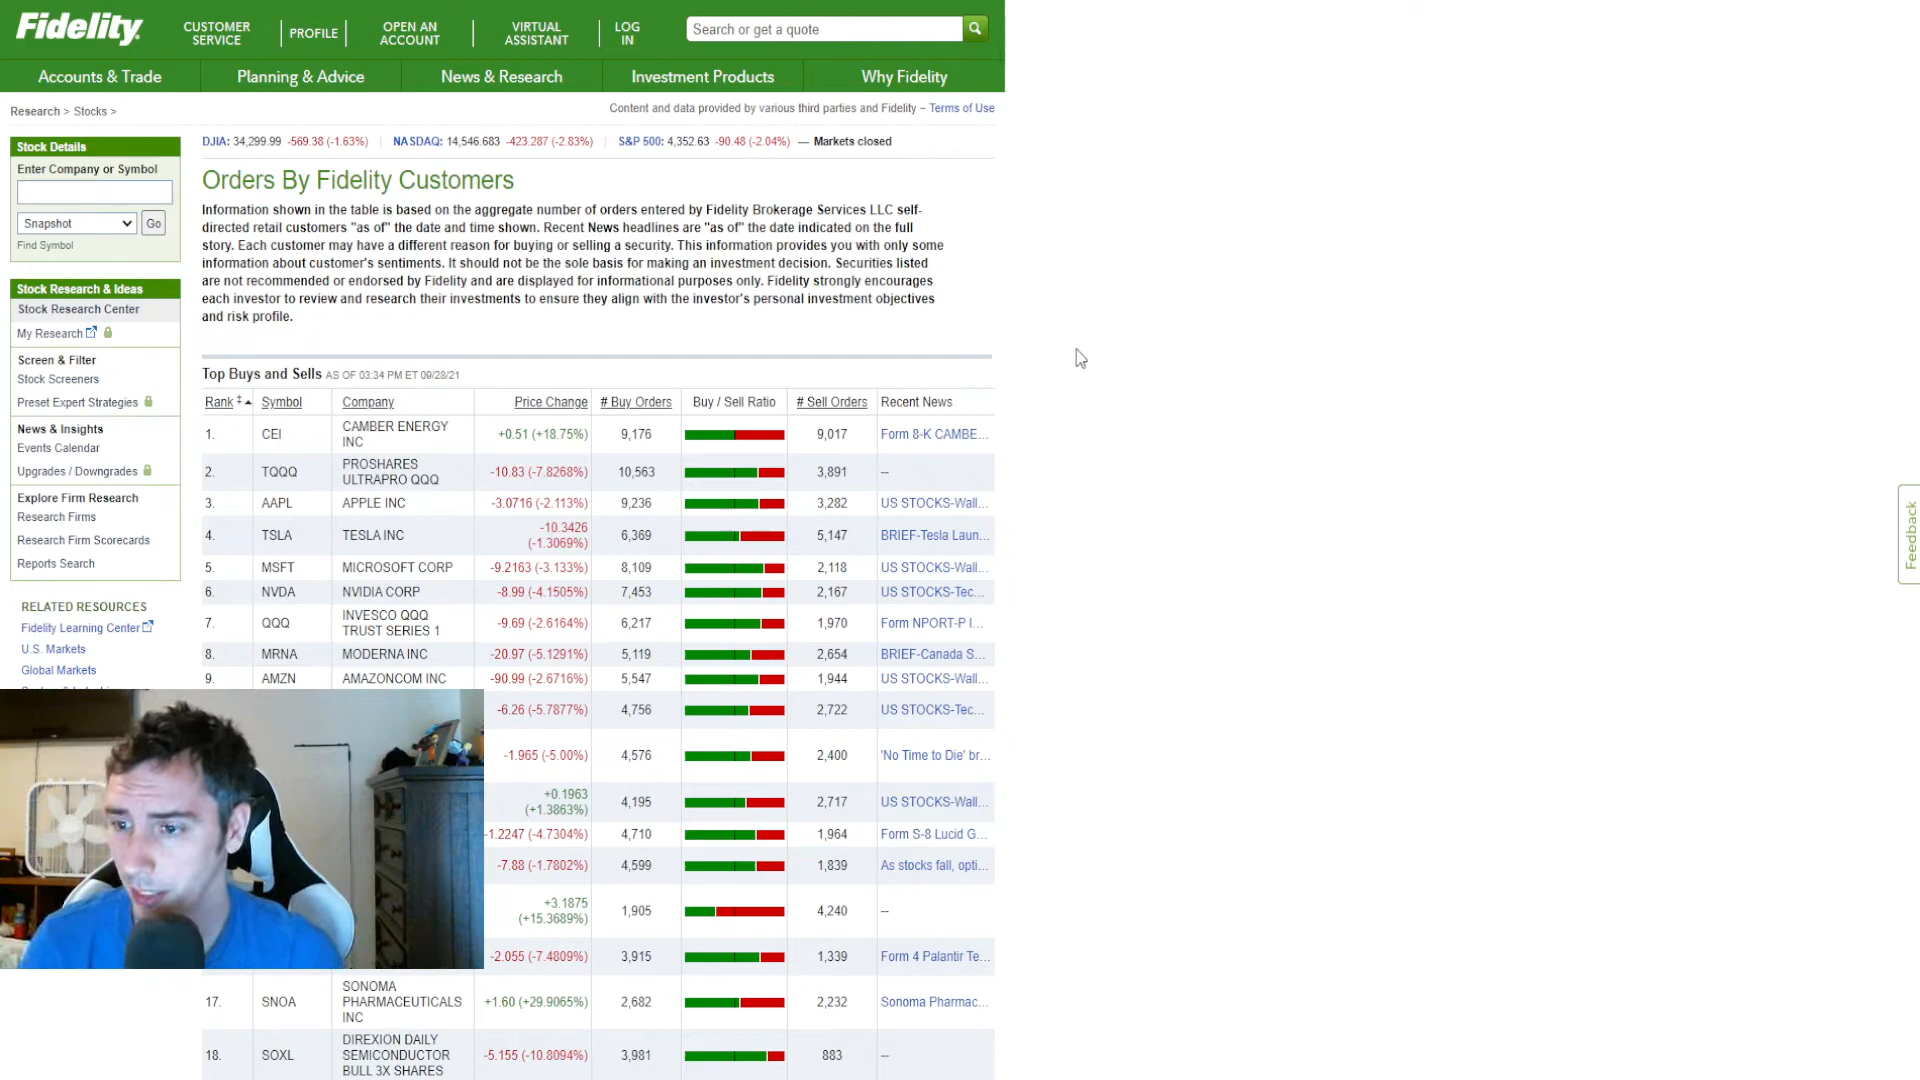 Fidelity
CUSTOMER SERVICE
PROFILE
OPEN AN ACCOUNT
VIRTUAL ASSISTANT
LOG IN
Search or get a quote
Accounts & Trade
Planning & Advice
News & Research
Investment Products
Why Fidelity
Research > Stocks >
Content and data provided by various third parties and Fidelity – Terms of Use
DJIA: 34,299.99 -569.38 (-1.63%) | NASDAQ: 14,546.683 -423.287 (-2.83%) | S&P 500: 4,352.63 -90.48 (-2.04%) — Markets closed
Stock Details
Enter Company or Symbol
Snapshot
Go
Find Symbol
Stock Research & Ideas
Stock Research Center
My Research
Screen & Filter
Stock Screeners
Preset Expert Strategies
News & Insights
Events Calendar
Upgrades / Downgrades
Explore Firm Research
Research Firms
Research Firm Scorecards
Reports Search
RELATED RESOURCES
Fidelity Learning Center
U.S. Markets
Global Markets
Orders By Fidelity Customers
Information shown in the table is based on the aggregate number of orders entered by Fidelity Brokerage Services LLC self-
directed retail customers "as of" the date and time shown. Recent News headlines are "as of" the date indicated on the full
story. Each customer may have a different reason for buying or selling a security. This information provides you with only some
information about customer's sentiments. It should not be the sole basis for making an investment decision. Securities listed
are not recommended or endorsed by Fidelity and are displayed for informational purposes only. Fidelity strongly encourages
each investor to review and research their investments to ensure they align with the investor's personal investment objectives
and risk profile.
Top Buys and Sells AS OF 03:34 PM ET 09/28/21
Rank ‡ Symbol Company Price Change # Buy Orders Buy / Sell Ratio # Sell Orders Recent News
1. CEI CAMBER ENERGY INC +0.51 (+18.75%) 9,176 9,017 Form 8-K CAMBE...
2. TQQQ PROSHARES ULTRAPRO QQQ -10.83 (-7.8268%) 10,563 3,891 --
3. AAPL APPLE INC -3.0716 (-2.113%) 9,236 3,282 US STOCKS-Wall...
4. TSLA TESLA INC -10.3426 (-1.3069%) 6,369 5,147 BRIEF-Tesla Laun...
5. MSFT MICROSOFT CORP -9.2163 (-3.133%) 8,109 2,118 US STOCKS-Wall...
6. NVDA NVIDIA CORP -8.99 (-4.1505%) 7,453 2,167 US STOCKS-Tec...
7. QQQ INVESCO QQQ TRUST SERIES 1 -9.69 (-2.6164%) 6,217 1,970 Form NPORT-P I...
8. MRNA MODERNA INC -20.97 (-5.1291%) 5,119 2,654 BRIEF-Canada S...
9. AMZN AMAZONCOM INC -90.99 (-2.6716%) 5,547 1,944 US STOCKS-Wall...
-6.26 (-5.7877%) 4,756 2,722 US STOCKS-Tec...
-1.965 (-5.00%) 4,576 2,400 'No Time to Die' br...
+0.1963 (+1.3863%) 4,195 2,717 US STOCKS-Wall...
-1.2247 (-4.7304%) 4,710 1,964 Form S-8 Lucid G...
-7.88 (-1.7802%) 4,599 1,839 As stocks fall, opti...
+3.1875 (+15.3689%) 1,905 4,240 --
-2.055 (-7.4809%) 3,915 1,339 Form 4 Palantir Te...
17. SNOA SONOMA PHARMACEUTICALS INC +1.60 (+29.9065%) 2,682 2,232 Sonoma Pharmac...
18. SOXL DIREXION DAILY SEMICONDUCTOR BULL 3X SHARES -5.155 (-10.8094%) 3,981 883 --
Feedback